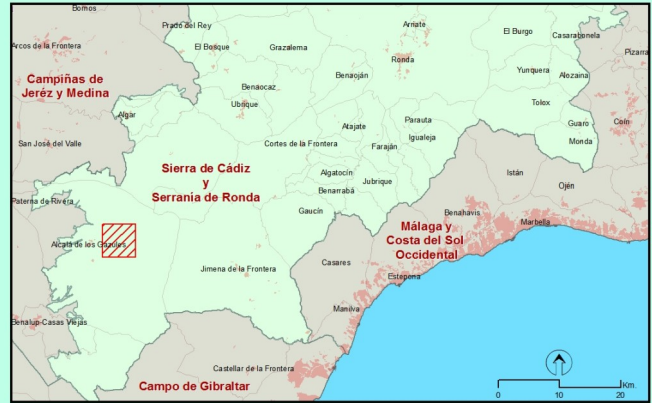 Bornos
Prado del Rey
Arriate
El Burgo
Casarabonela
Arcos de la Frontera
El Bosque
Grazalema
Pizarra
Ronda
Campiñas de
Jeréz y Medina
Benaocaz
Benaoján
Yunquera
Alozaina
Ubrique
Algar
Tolox
Atajate
Parauta
Guaro
Coín
San José del Valle
Cortes de la Frontera
Faraján
Igualeja
Monda
Sierra de Cádiz
y
Serranía de Ronda
Algatocín
Jubrique
Istán
Ojén
Benarrabá
Paterna de Rivera
Gaucín
Benahavis
Marbella
Málaga y
Costa del Sol
Occidental
Alcalá de los Gazules
Casares
Jimena de la Frontera
Estepona
Manilva
Benalup-Casas Viejas
Castellar de la Frontera
Campo de Gibraltar
Km.
0 10 20